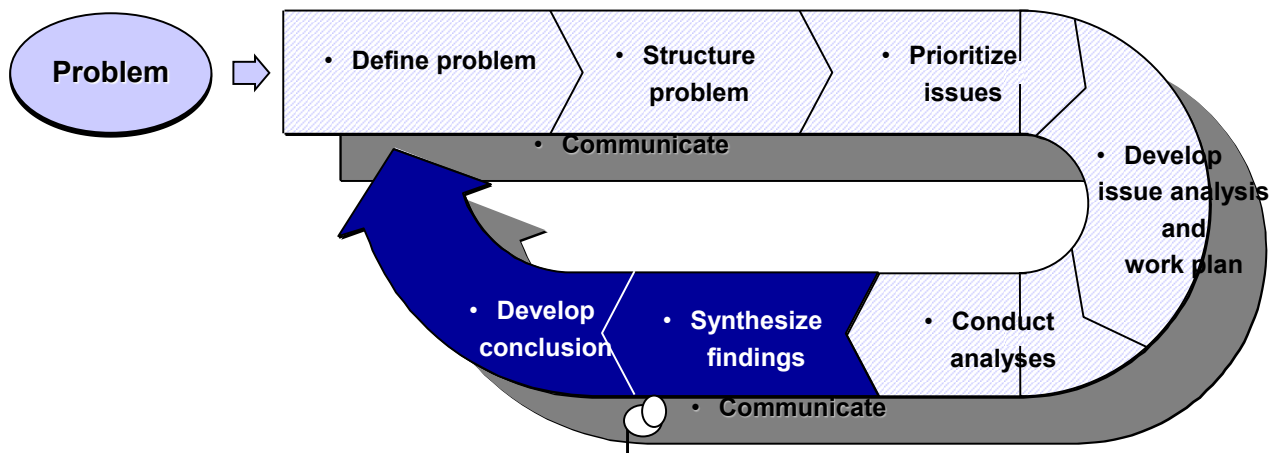 Problem
• Define problem
• Structure
problem
• Prioritize
issues
• Communicate
• Develop
issue analysis
and
work plan
• Conduct
analyses
• Synthesize
findings
• Develop
conclusion
• Communicate